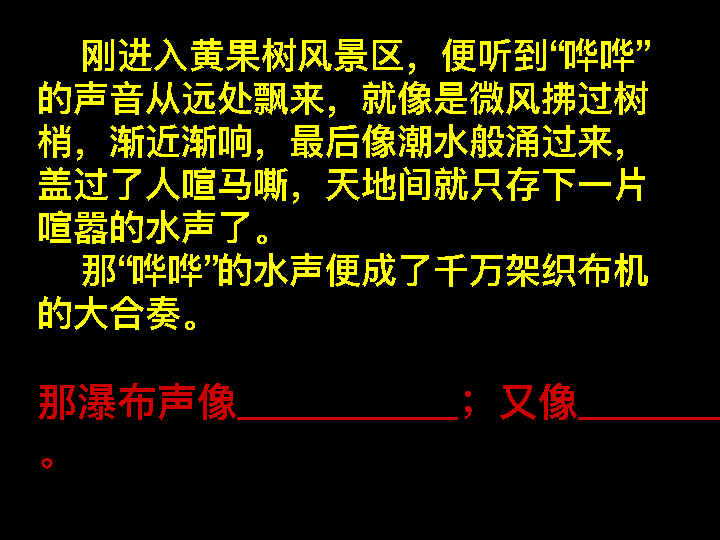 刚进入黄果树风景区，便听到“哗哗”
的声音从远处飘来，就像是微风拂过树
梢，渐近渐响，最后像潮水般涌过来，
盖过了人喧马嘶，天地间就只存下一片
喧嚣的水声了。
那“哗哗”的水声便成了千万架织布机
的大合奏。
那瀑布声像___________；又像_______
。